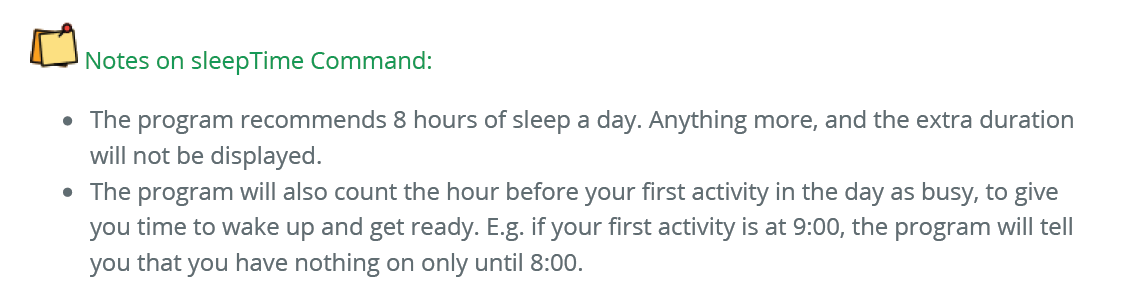 Notes on sleepTime Command:
• The program recommends 8 hours of sleep a day. Anything more, and the extra duration
will not be displayed.
• The program will also count the hour before your first activity in the day as busy, to give
you time to wake up and get ready. E.g. if your first activity is at 9:00, the program will tell
you that you have nothing on only until 8:00.